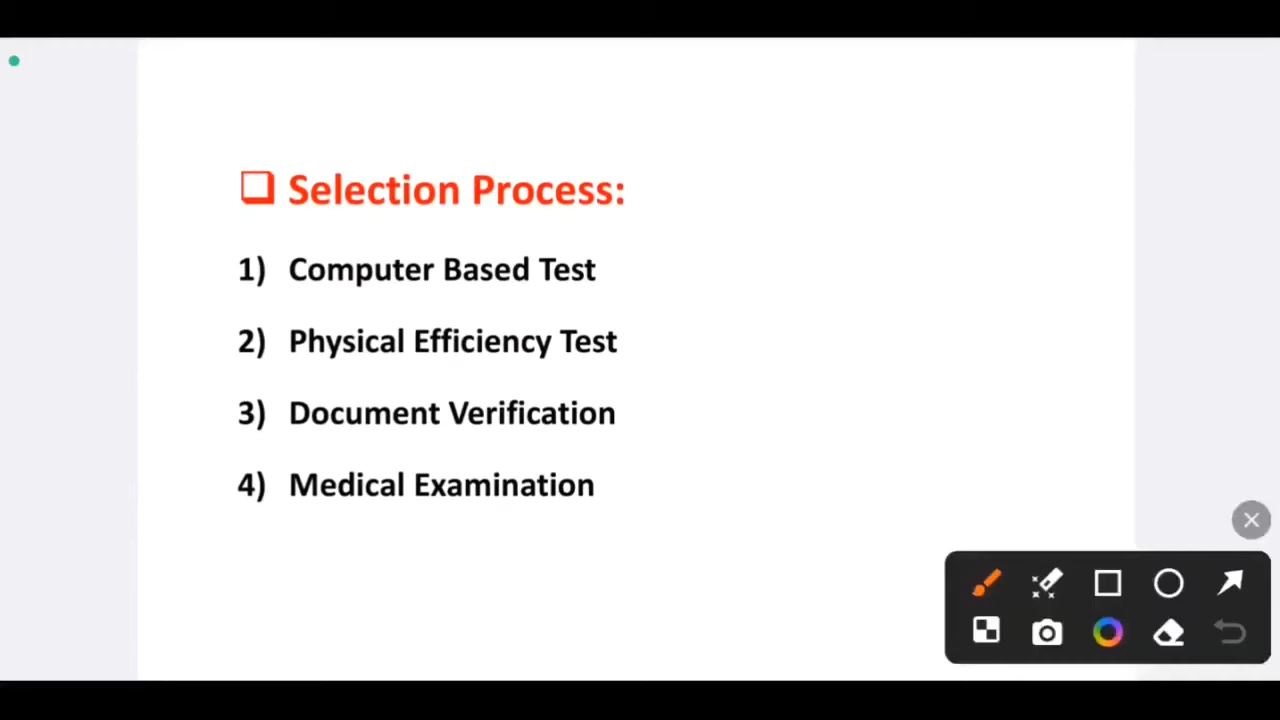 Selection Process:
1) Computer Based Test
2) Physical Efficiency Test
3) Document Verification
4) Medical Examination